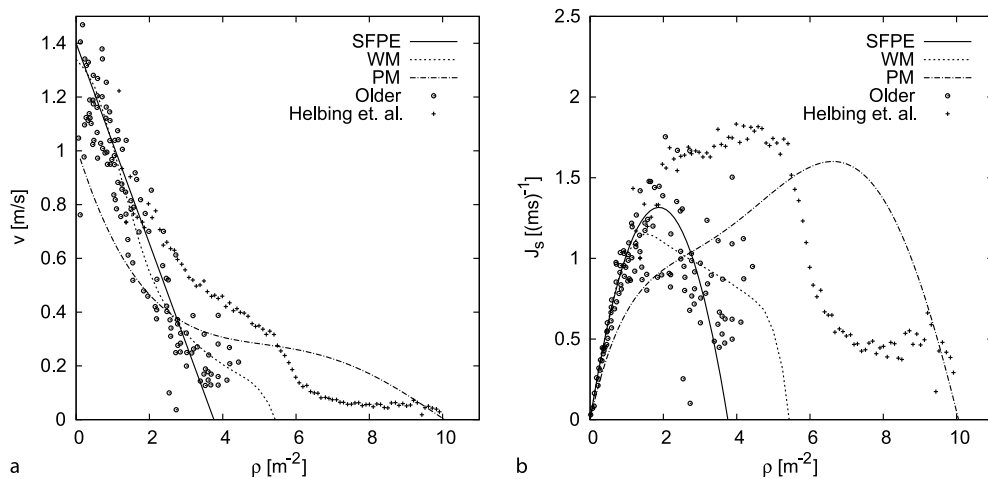 1.4
1.2
1
0.8
0.6
0.4
0.2
0
v [m/s]
SFPE
WM
PM
Older
Helbing et. al.
0 2 4 6 8 10
ρ [m⁻²]
a
2.5
2
1.5
1
0.5
0
Jₛ [(ms)⁻¹]
SFPE
WM
PM
Older
Helbing et. al.
0 2 4 6 8 10
ρ [m⁻²]
b